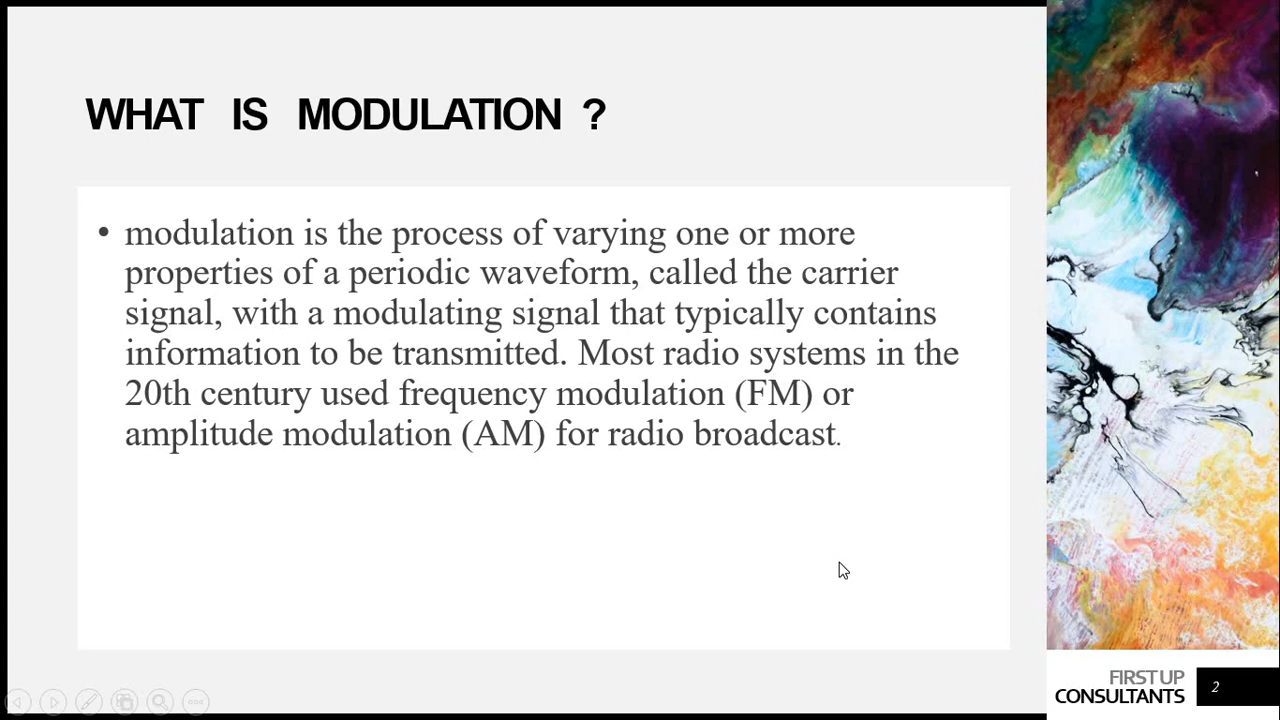 WHAT IS MODULATION ?
• modulation is the process of varying one or more
properties of a periodic waveform, called the carrier
signal, with a modulating signal that typically contains
information to be transmitted. Most radio systems in the
20th century used frequency modulation (FM) or
amplitude modulation (AM) for radio broadcast.
FIRST UP
CONSULTANTS
2